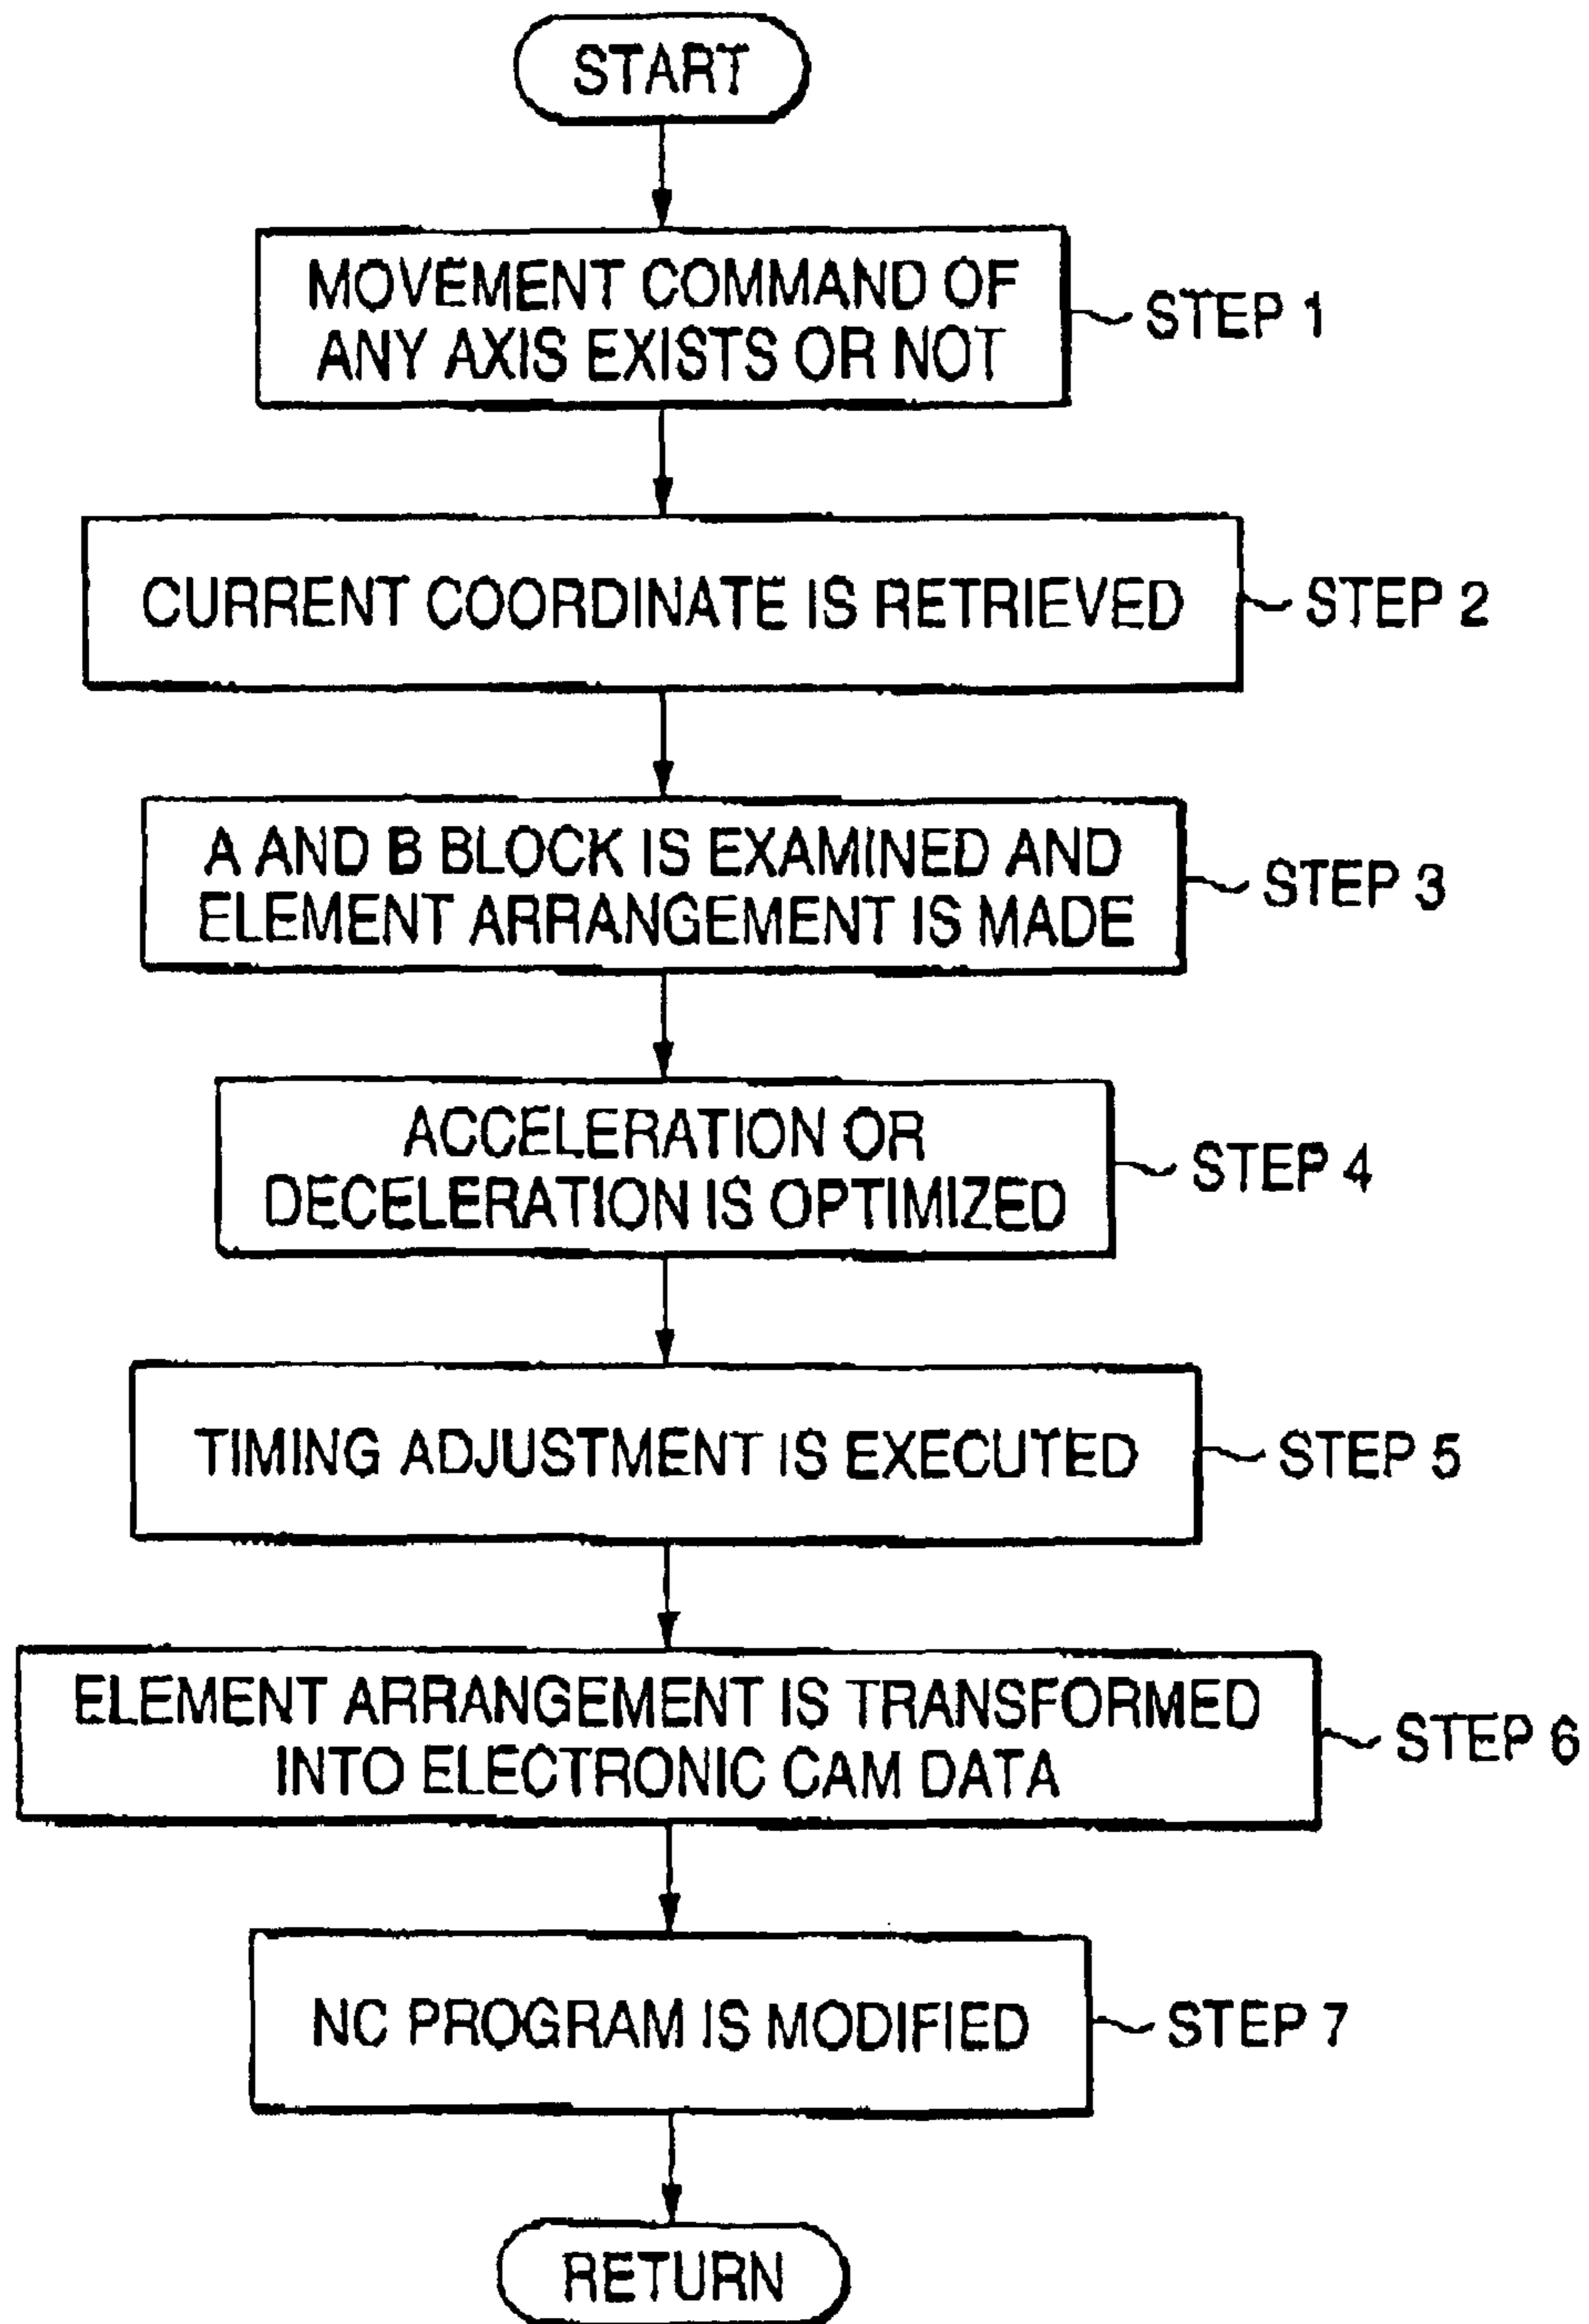 START
MOVEMENT COMMAND OF
ANY AXIS EXISTS OR NOT
STEP 1
CURRENT COORDINATE IS RETRIEVED
STEP 2
A AND B BLOCK IS EXAMINED AND
ELEMENT ARRANGEMENT IS MADE
STEP 3
ACCELERATION OR
DECELERATION IS OPTIMIZED
STEP 4
TIMING ADJUSTMENT IS EXECUTED
STEP 5
ELEMENT ARRANGEMENT IS TRANSFORMED
INTO ELECTRONIC CAM DATA
STEP 6
NC PROGRAM IS MODIFIED
STEP 7
RETURN